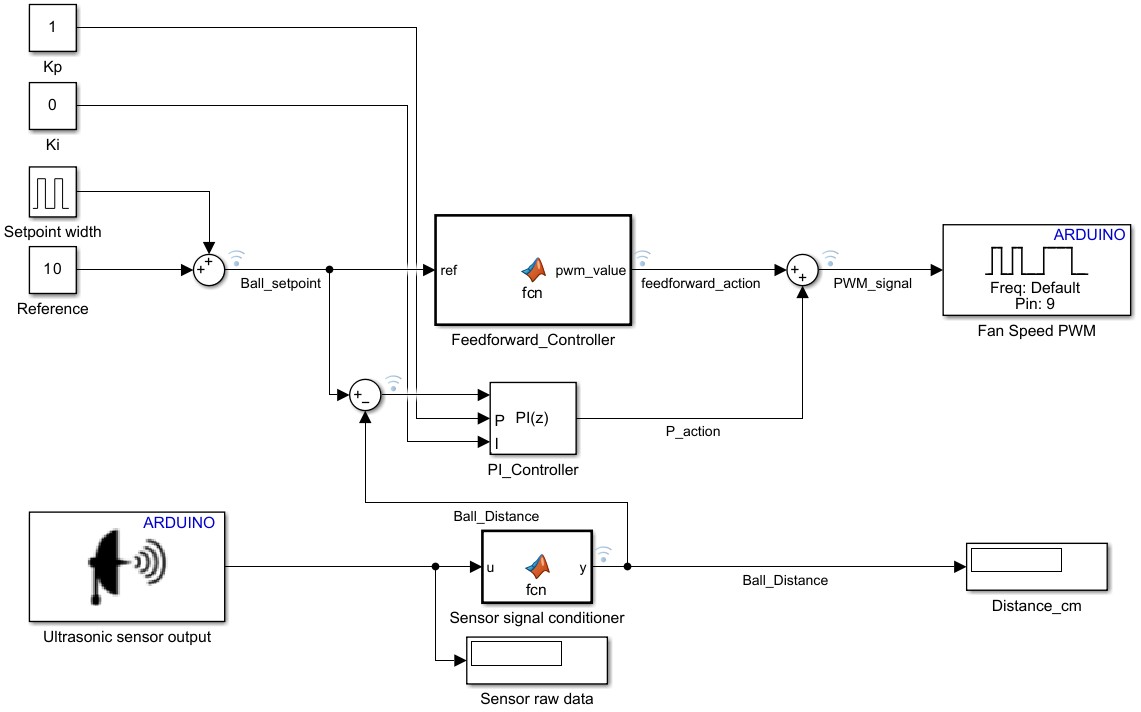 1
Kp
0
Ki
Setpoint width
10
Reference
+
+
Ball_setpoint
ref
fcn
pwm_value
Feedforward_Controller
feedforward_action
+
+
PWM_signal
ARDUINO
Freq: Default
Pin: 9
Fan Speed PWM
+
−
P
I
PI(z)
PI_Controller
P_action
Ball_Distance
ARDUINO
Ultrasonic sensor output
u
fcn
y
Sensor signal conditioner
Ball_Distance
Distance_cm
Sensor raw data